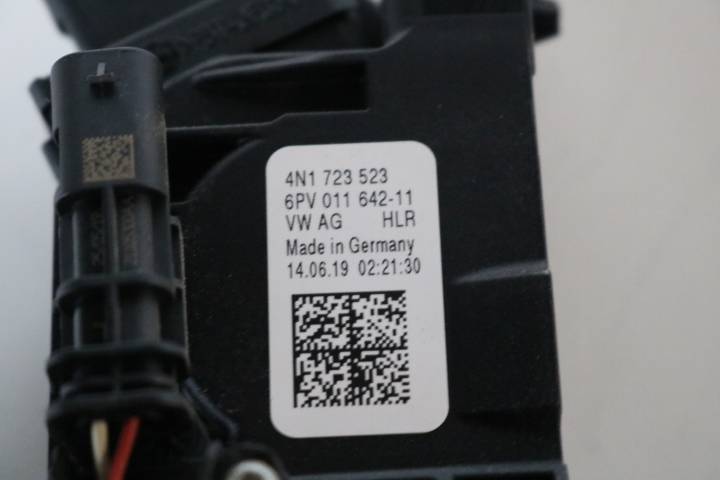 4N1 723 523
6PV 011 642-11
VW AG HLR
Made in Germany
14.06.19 02:21:30